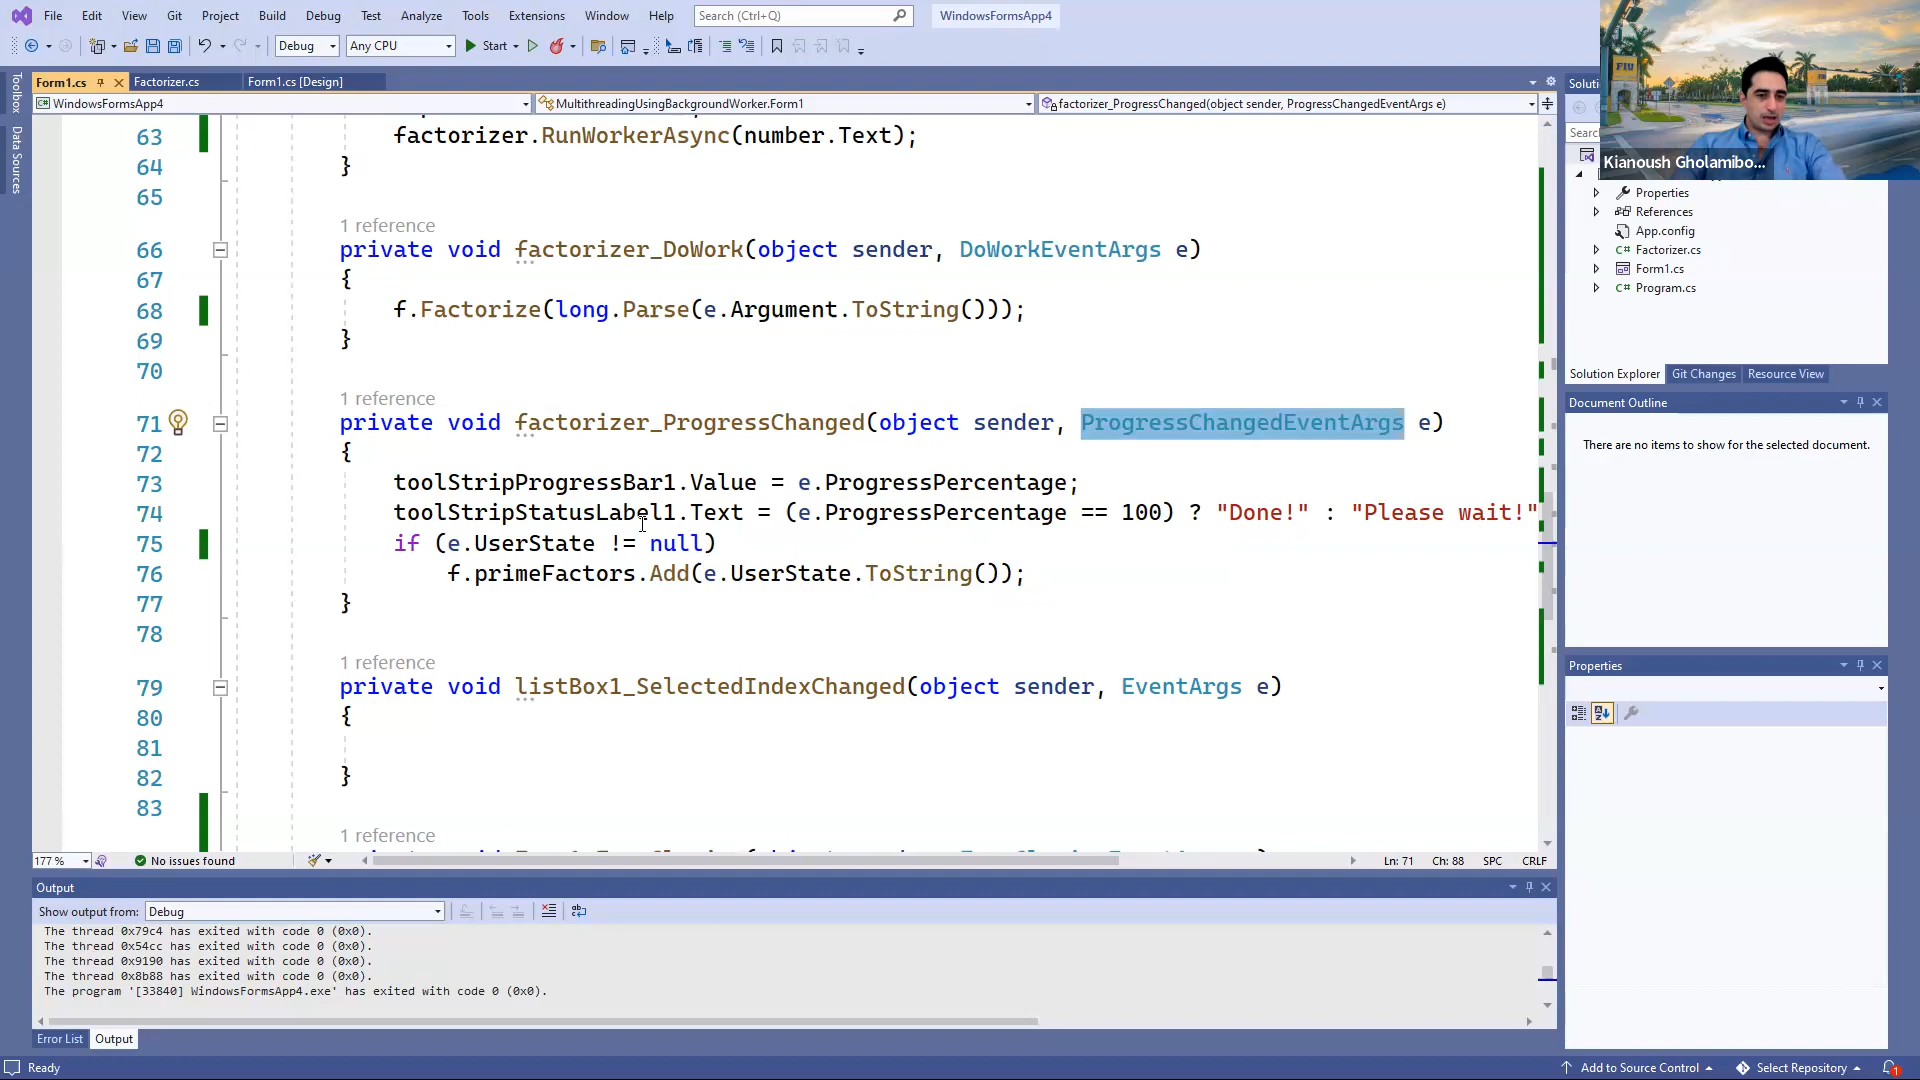 File Edit View Git Project Build Debug Test Analyze Tools Extensions Window Help Search (Ctrl+Q) WindowsFormsApp4
Debug Any CPU Start
Form1.cs Factorizer.cs Form1.cs [Design]
WindowsFormsApp4 MultithreadingUsingBackgroundWorker.Form1 factorizer_ProgressChanged(object sender, ProgressChangedEventArgs e)
63 factorizer.RunWorkerAsync(number.Text);
64 }
65
1 reference
66 private void factorizer_DoWork(object sender, DoWorkEventArgs e)
67 {
68 f.Factorize(long.Parse(e.Argument.ToString()));
69 }
70
1 reference
71 private void factorizer_ProgressChanged(object sender, ProgressChangedEventArgs e)
72 {
73 toolStripProgressBar1.Value = e.ProgressPercentage;
74 toolStripStatusLabel1.Text = (e.ProgressPercentage == 100) ? "Done!" : "Please wait!"
75 if (e.UserState != null)
76 f.primeFactors.Add(e.UserState.ToString());
77 }
78
1 reference
79 private void listBox1_SelectedIndexChanged(object sender, EventArgs e)
80 {
81
82 }
83
1 reference
177 % No issues found Ln: 71 Ch: 88 SPC CRLF
Output
Show output from: Debug
The thread 0x79c4 has exited with code 0 (0x0).
The thread 0x54cc has exited with code 0 (0x0).
The thread 0x9190 has exited with code 0 (0x0).
The thread 0x8b88 has exited with code 0 (0x0).
The program '[33840] WindowsFormsApp4.exe' has exited with code 0 (0x0).
Error List Output
Ready
Toolbox
Data Sources
FIU
Kianoush Gholamibo...
Properties
References
App.config
Factorizer.cs
Form1.cs
Program.cs
Solution Explorer Git Changes Resource View
Document Outline
There are no items to show for the selected document.
Properties
Add to Source Control Select Repository 1